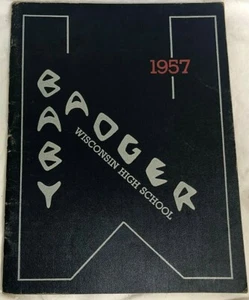 1957
BABY
BADGER
WISCONSIN HIGH SCHOOL